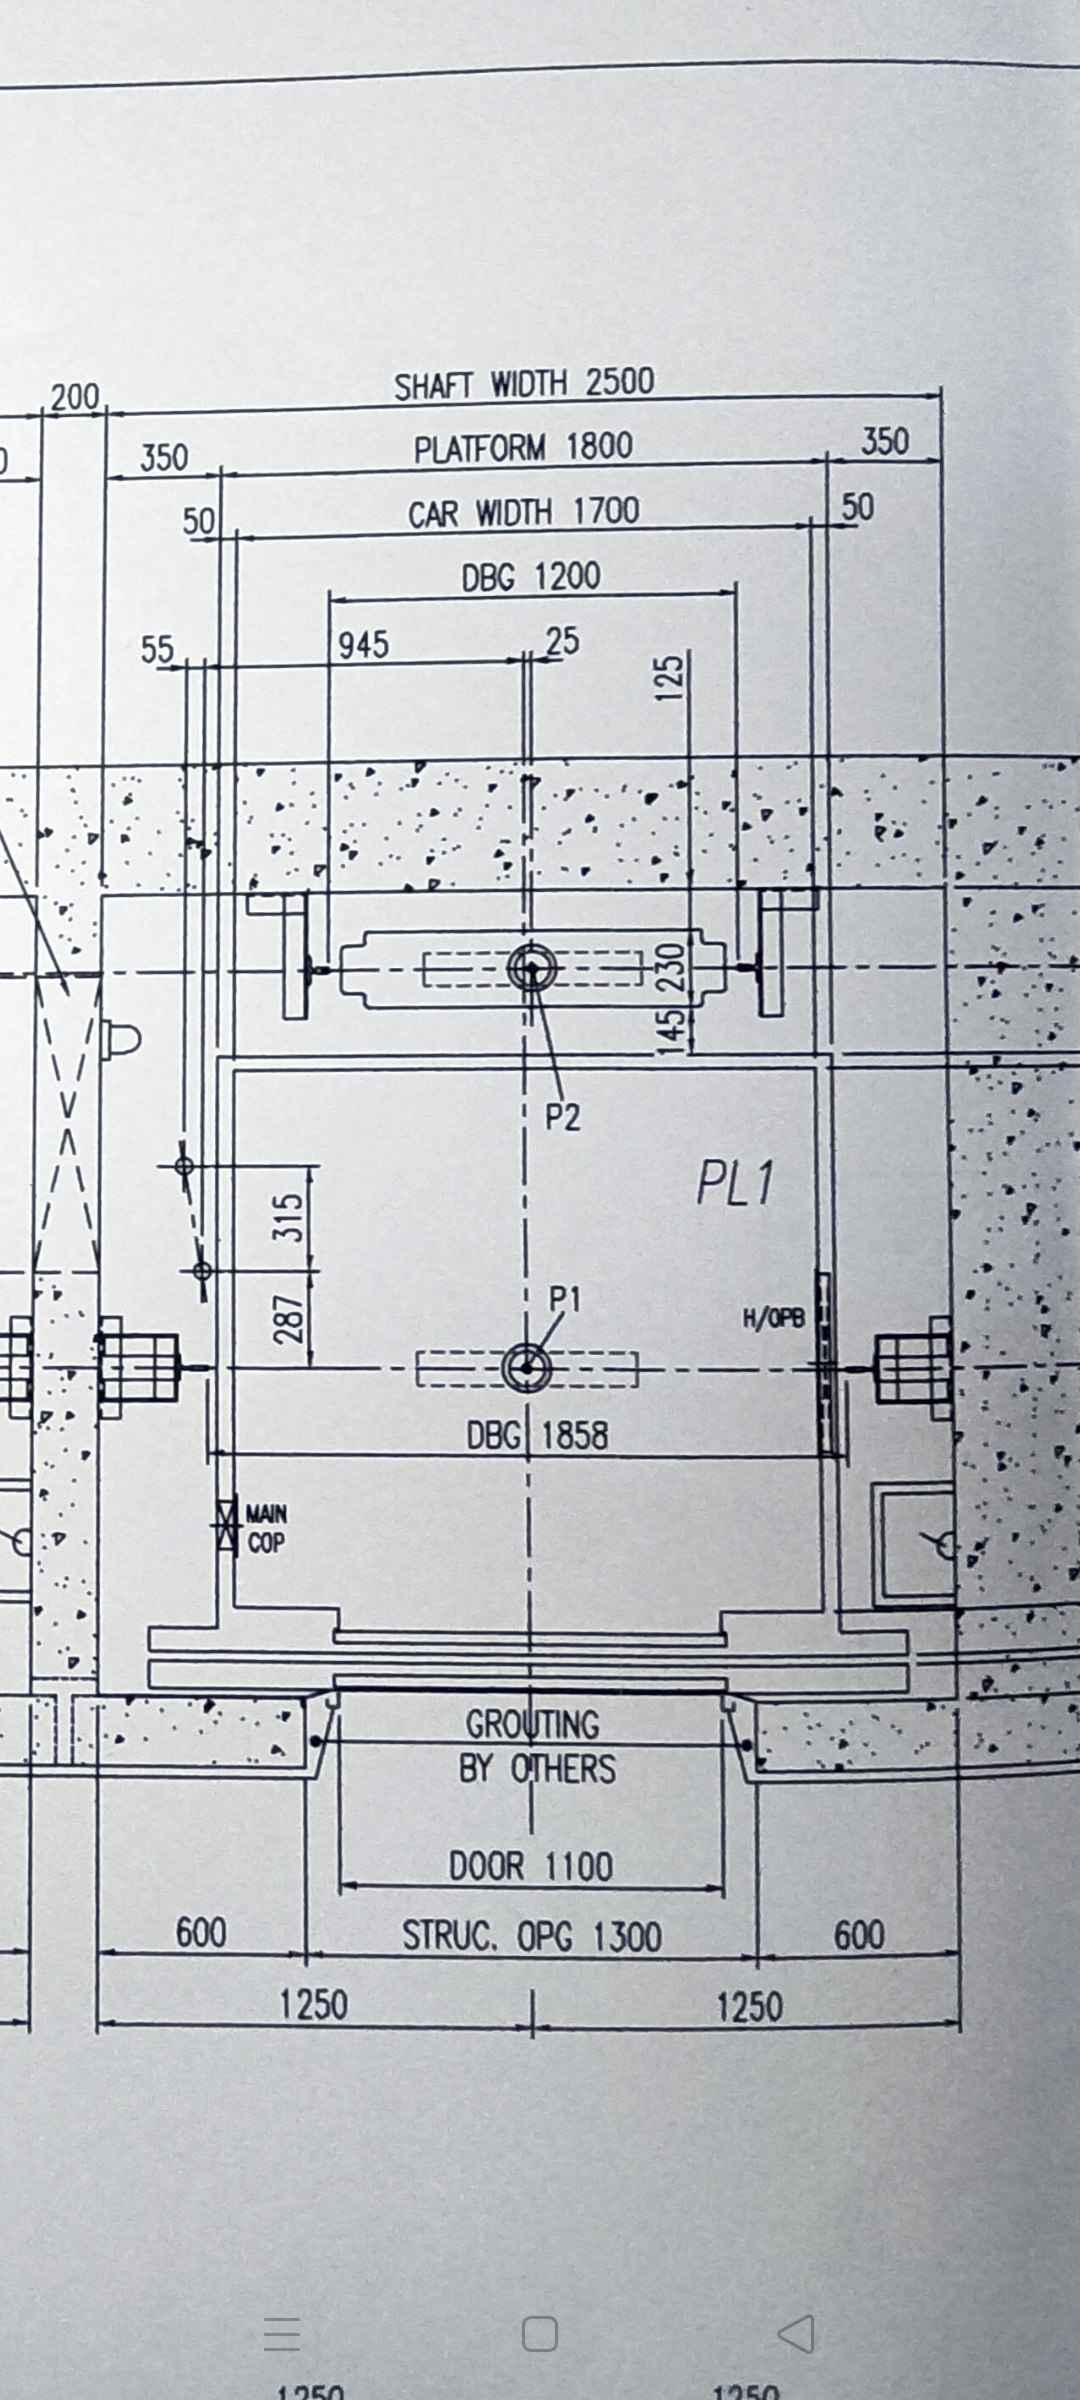 SHAFT WIDTH 2500
200
PLATFORM 1800
350
350
0
CAR WIDTH 1700
50
50
DBG 1200
55
945
25
125
230
145
P2
PL1
315
287
P1
H/OPB
DBG 1858
MAIN
COP
GROUTING
BY OTHERS
DOOR 1100
600
STRUC. OPG 1300
600
1250
1250
1250
1250